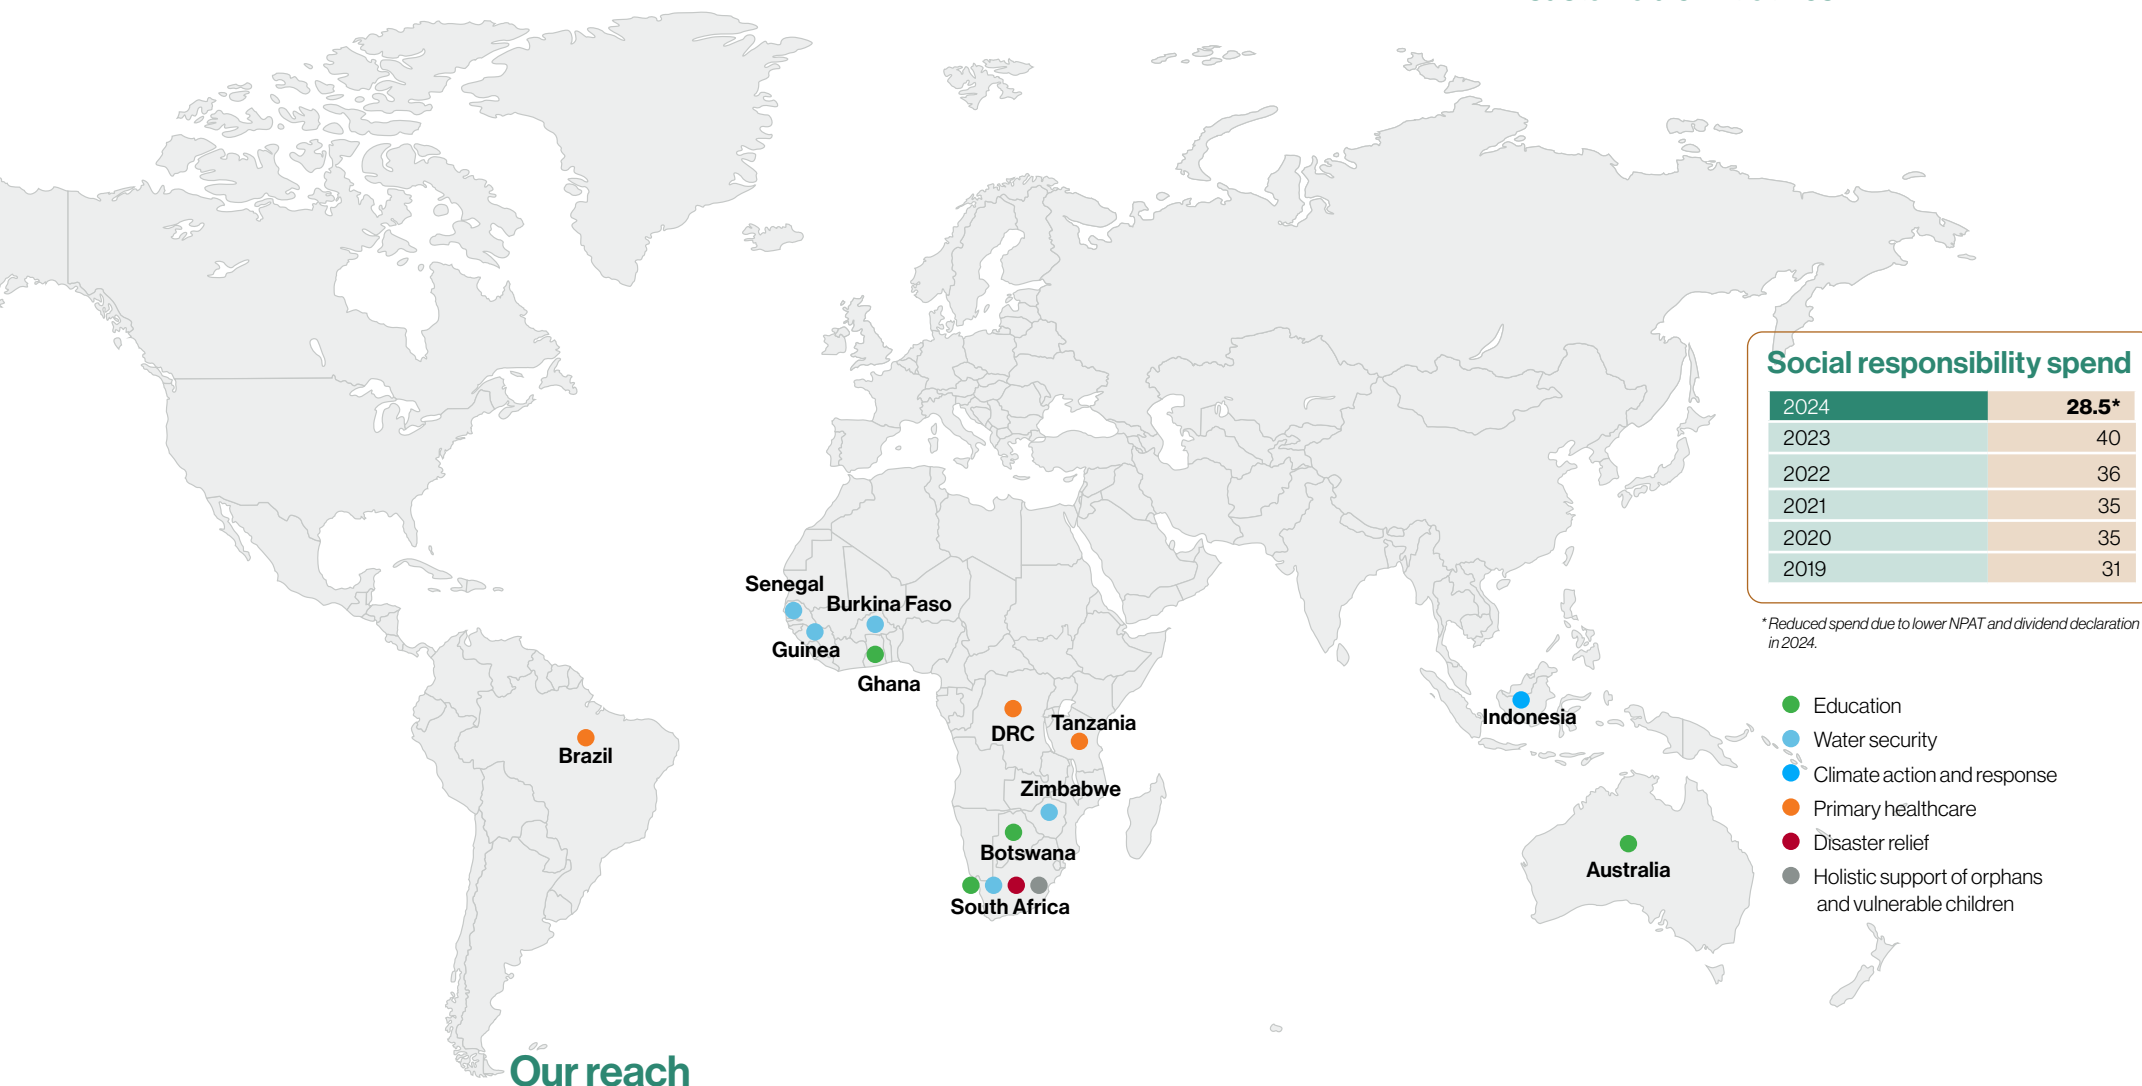 Social responsibility spend
2024 28.5*
2023 40
2022 36
2021 35
2020 35
2019 31
* Reduced spend due to lower NPAT and dividend declaration
in 2024.
Senegal
Burkina Faso
Guinea
Ghana
DRC
Tanzania
Brazil
Indonesia
Zimbabwe
Botswana
Australia
South Africa
Education
Water security
Climate action and response
Primary healthcare
Disaster relief
Holistic support of orphans
and vulnerable children
Our reach